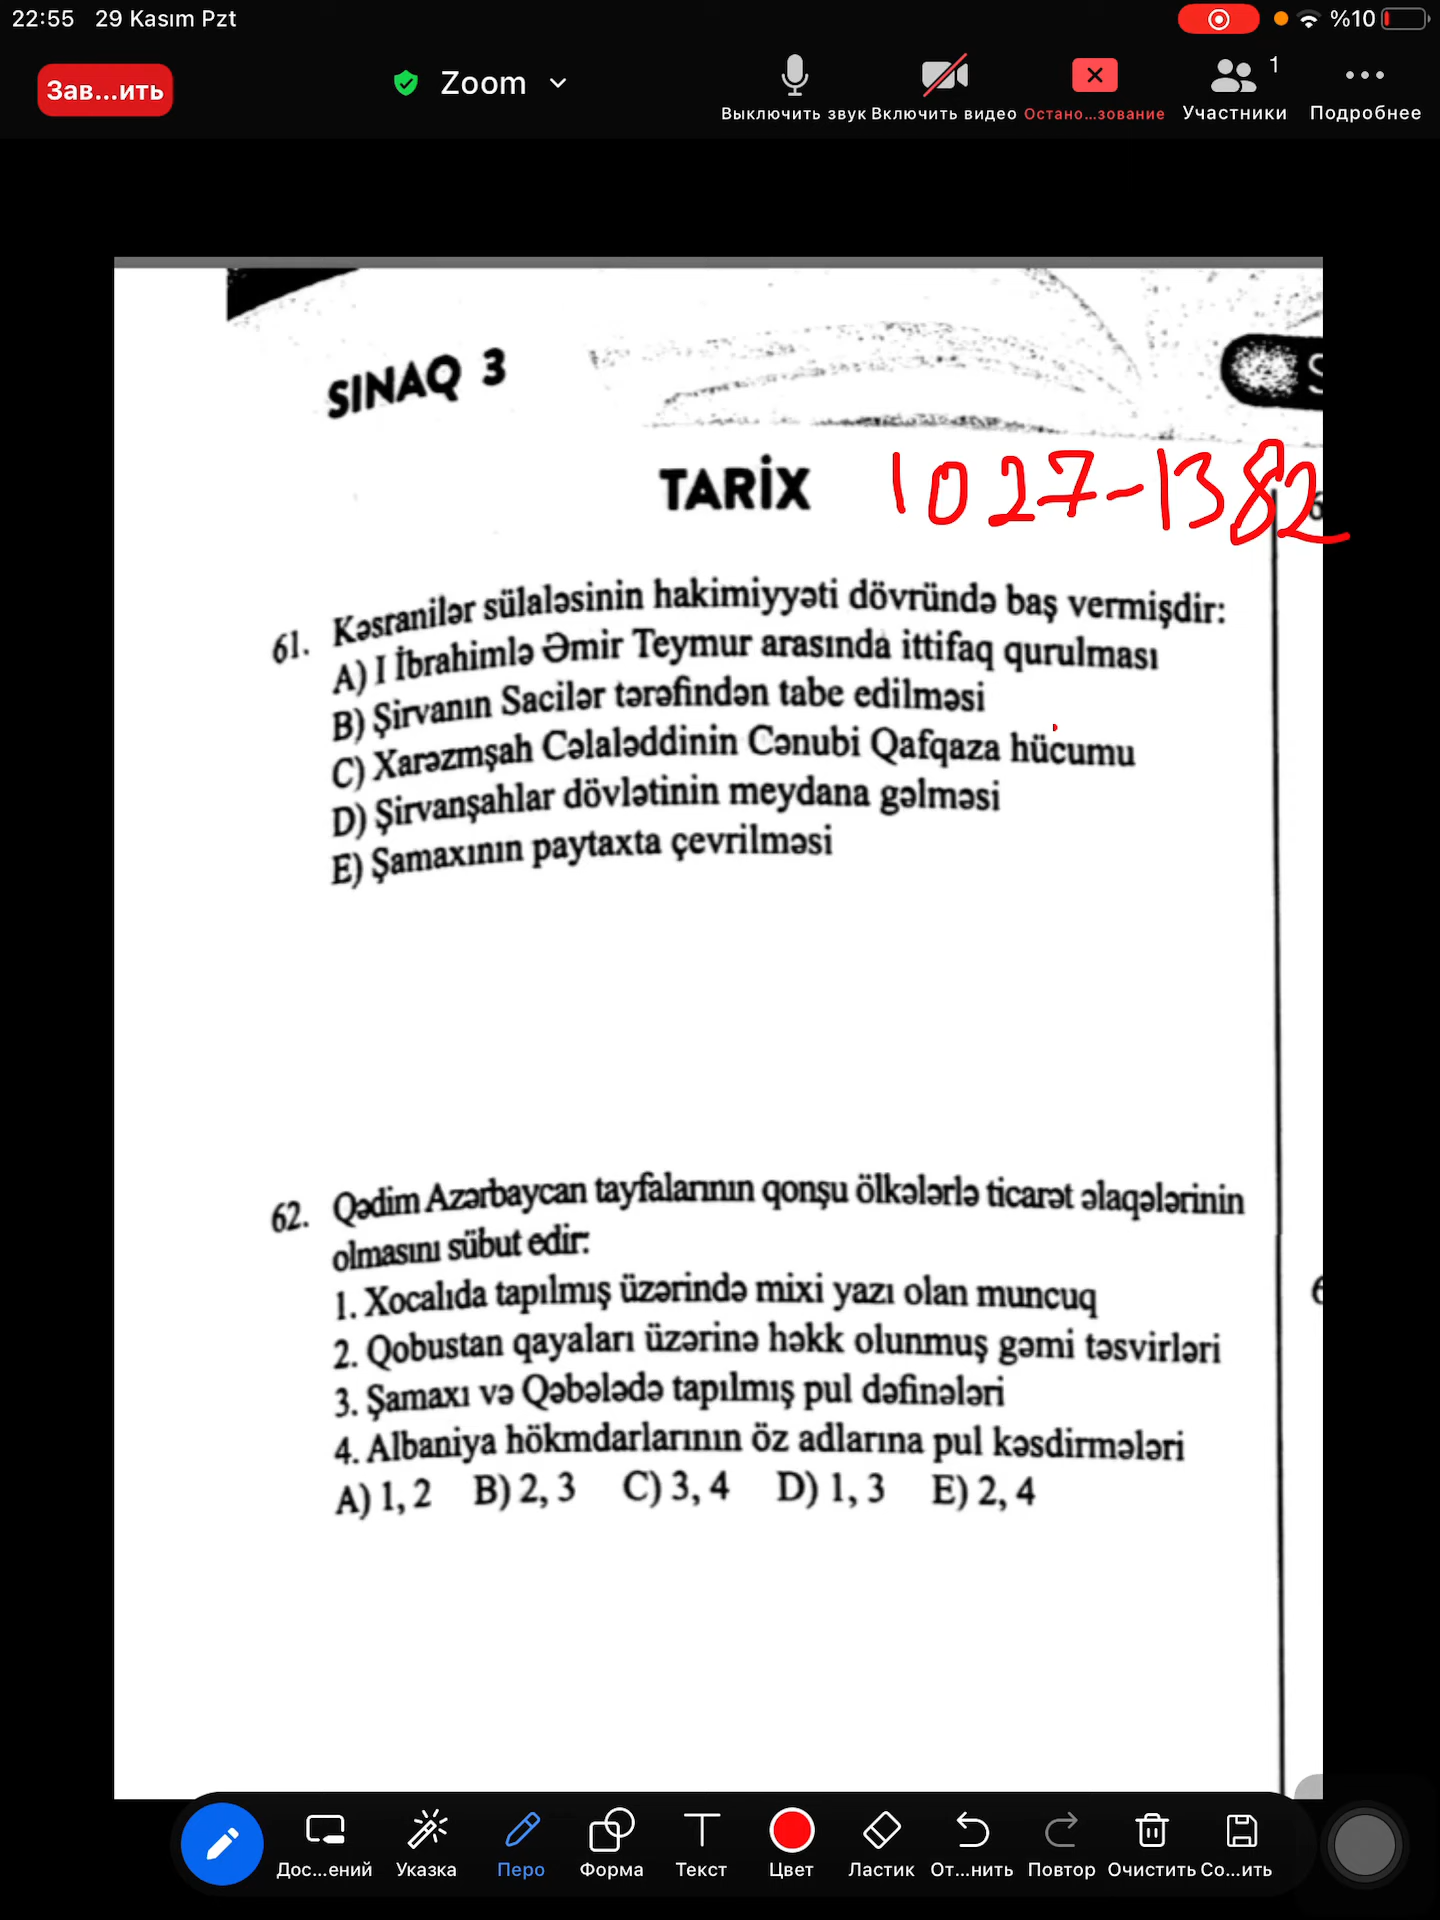 22:55 29 Kasım Pzt %10
Зав...ить
Zoom
Выключить звук Включить видео Остано...зование Участники 1 Подробнее
SINAQ 3
TARİX 1027-1382
61. Kəsranilər sülaləsinin hakimiyyəti dövründə baş vermişdir:
A) I İbrahimlə Əmir Teymur arasında ittifaq qurulması
B) Şirvanın Sacilər tərəfindən tabe edilməsi
C) Xarəzmşah Cəlaləddinin Cənubi Qafqaza hücumu
D) Şirvanşahlar dövlətinin meydana gəlməsi
E) Şamaxının paytaxta çevrilməsi
62. Qədim Azərbaycan tayfalarının qonşu ölkələrlə ticarət əlaqələrinin
olmasını sübut edir:
1. Xocalıda tapılmış üzərində mixi yazı olan muncuq
2. Qobustan qayaları üzərinə həkk olunmuş gəmi təsvirləri
3. Şamaxı və Qəbələdə tapılmış pul dəfinələri
4. Albaniya hökmdarlarının öz adlarına pul kəsdirmələri
A) 1, 2 B) 2, 3 C) 3, 4 D) 1, 3 E) 2, 4
Дос...ений Указка Перо Форма Текст Цвет Ластик От...нить Повтор Очистить Со...ить